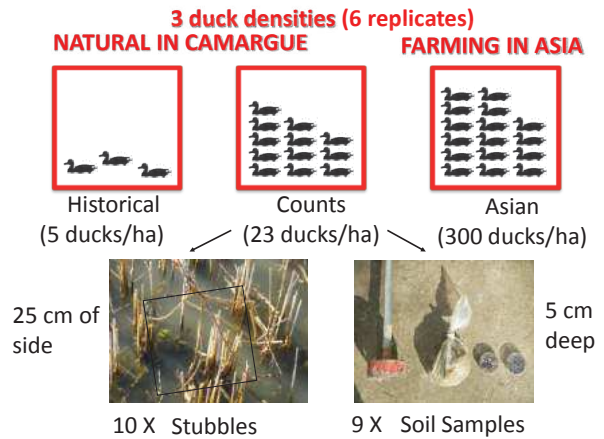 3 duck densities (6 replicates)
NATURAL IN CAMARGUE
FARMING IN ASIA
Historical
(5 ducks/ha)
Counts
(23 ducks/ha)
Asian
(300 ducks/ha)
25 cm of
side
5 cm
deep
10 X Stubbles
9 X Soil Samples